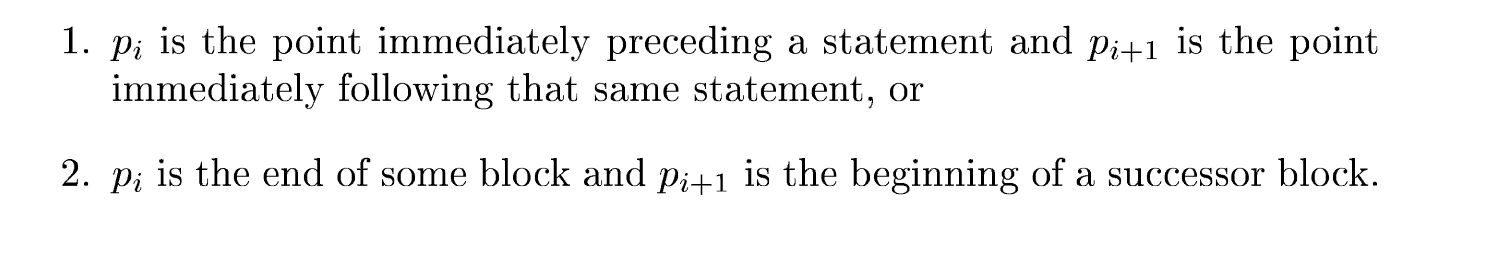 1. pᵢ is the point immediately preceding a statement and pᵢ₊₁ is the point
immediately following that same statement, or
2. pᵢ is the end of some block and pᵢ₊₁ is the beginning of a successor block.